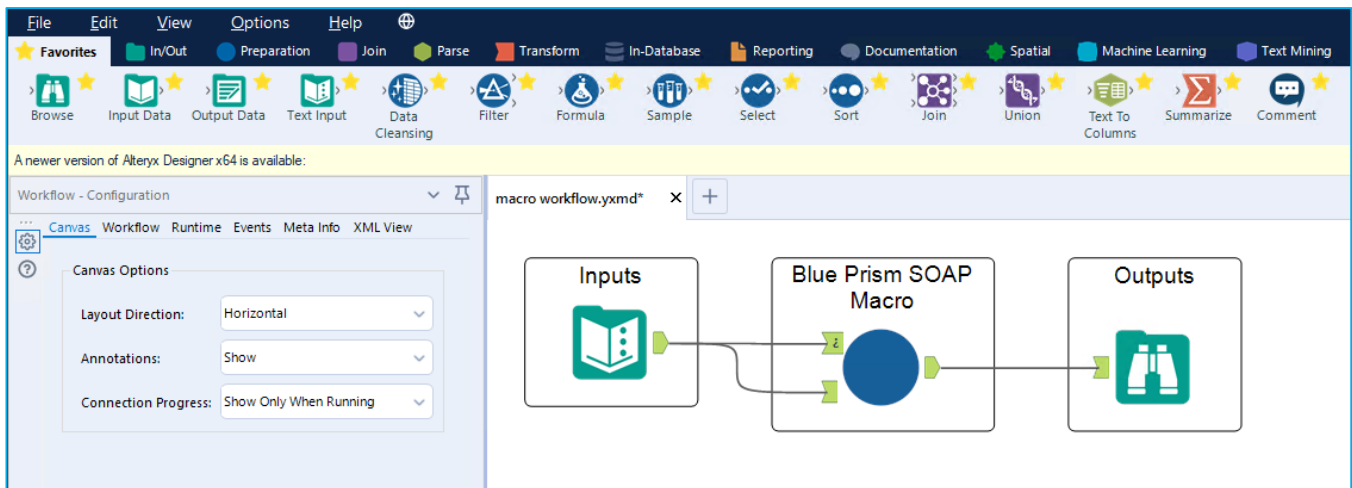 File Edit View Options Help
Favorites In/Out Preparation Join Parse Transform In-Database Reporting Documentation Spatial Machine Learning Text Mining
Browse Input Data Output Data Text Input Data Cleansing Filter Formula Sample Select Sort Join Union Text To Columns Summarize Comment
A newer version of Alteryx Designer x64 is available:
Workflow - Configuration
macro workflow.yxmd*
Canvas Workflow Runtime Events Meta Info XML View
Canvas Options
Layout Direction: Horizontal
Annotations: Show
Connection Progress: Show Only When Running
Inputs
Blue Prism SOAP
Macro
¿
Outputs